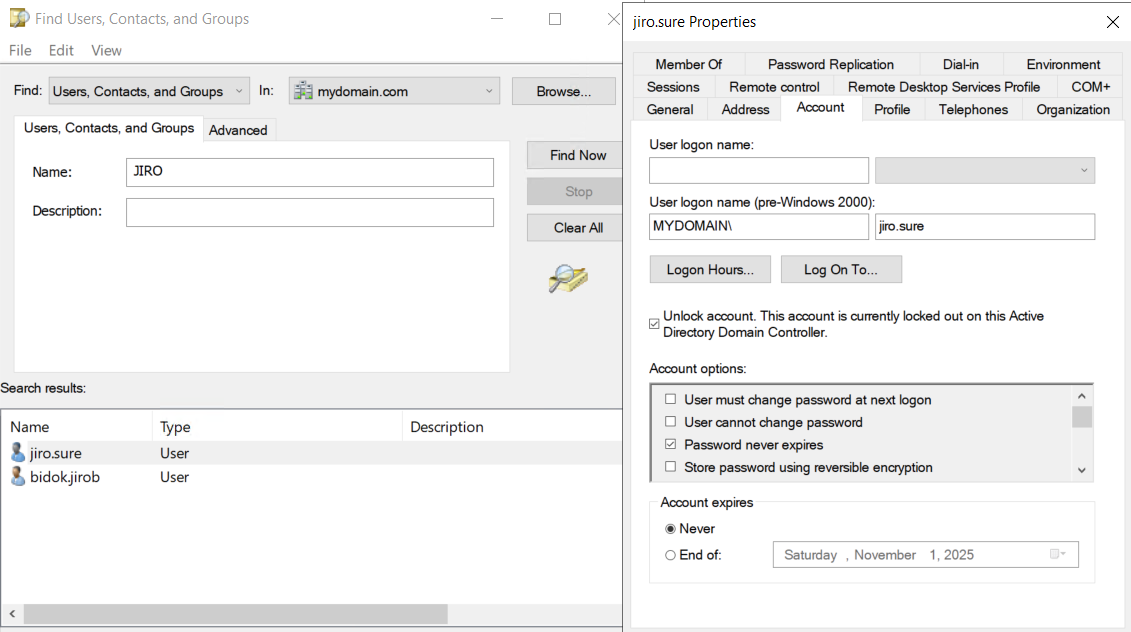 Find Users, Contacts, and Groups
File Edit View
Find: Users, Contacts, and Groups In: mydomain.com Browse...
Users, Contacts, and Groups Advanced
Name: JIRO
Description:
Find Now
Stop
Clear All
Search results:
Name Type Description
jiro.sure User
bidok.jirob User
jiro.sure Properties
Member Of Password Replication Dial-in Environment
Sessions Remote control Remote Desktop Services Profile COM+
General Address Account Profile Telephones Organization
User logon name:
User logon name (pre-Windows 2000):
MYDOMAIN\ jiro.sure
Logon Hours... Log On To...
Unlock account. This account is currently locked out on this Active
Directory Domain Controller.
Account options:
User must change password at next logon
User cannot change password
Password never expires
Store password using reversible encryption
Account expires
Never
End of: Saturday , November 1, 2025